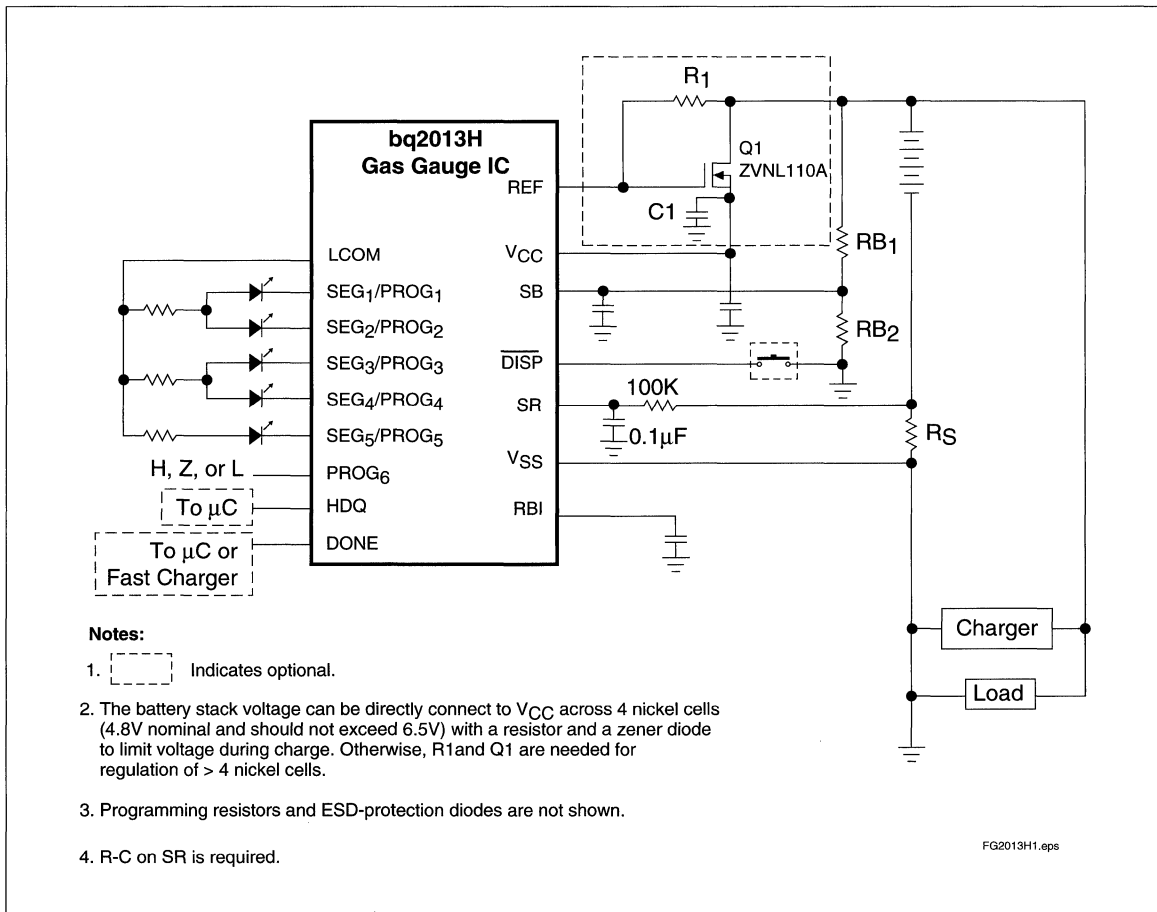 bq2013H
Gas Gauge IC
REF
VCC
SB
DISP
SR
VSS
RBI
LCOM
SEG1/PROG1
SEG2/PROG2
SEG3/PROG3
SEG4/PROG4
SEG5/PROG5
PROG6
HDQ
DONE
H, Z, or L
To μC
To μC or
Fast Charger
R1
Q1
ZVNL110A
C1
RB1
RB2
100K
0.1μF
RS
Charger
Load
Notes:
1. Indicates optional.
2. The battery stack voltage can be directly connect to VCC across 4 nickel cells
(4.8V nominal and should not exceed 6.5V) with a resistor and a zener diode
to limit voltage during charge. Otherwise, R1and Q1 are needed for
regulation of > 4 nickel cells.
3. Programming resistors and ESD-protection diodes are not shown.
4. R-C on SR is required.
FG2013H1.eps